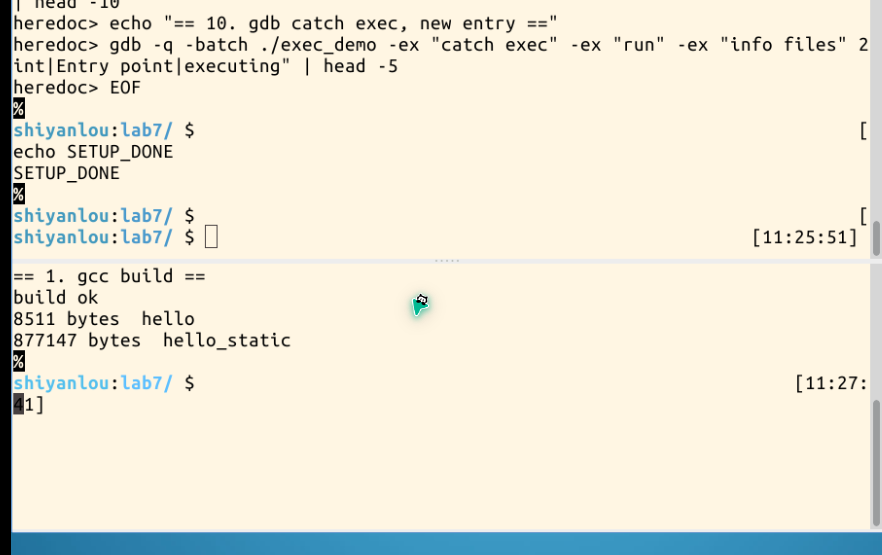 | head -10
heredoc> echo "== 10. gdb catch exec, new entry =="
heredoc> gdb -q -batch ./exec_demo -ex "catch exec" -ex "run" -ex "info files" 2
int|Entry point|executing" | head -5
heredoc> EOF
%
shiyanlou:lab7/ $ [
echo SETUP_DONE
SETUP_DONE
%
shiyanlou:lab7/ $ [
shiyanlou:lab7/ $ [11:25:51]
== 1. gcc build ==
build ok
8511 bytes  hello
877147 bytes  hello_static
%
shiyanlou:lab7/ $ [11:27:
41]